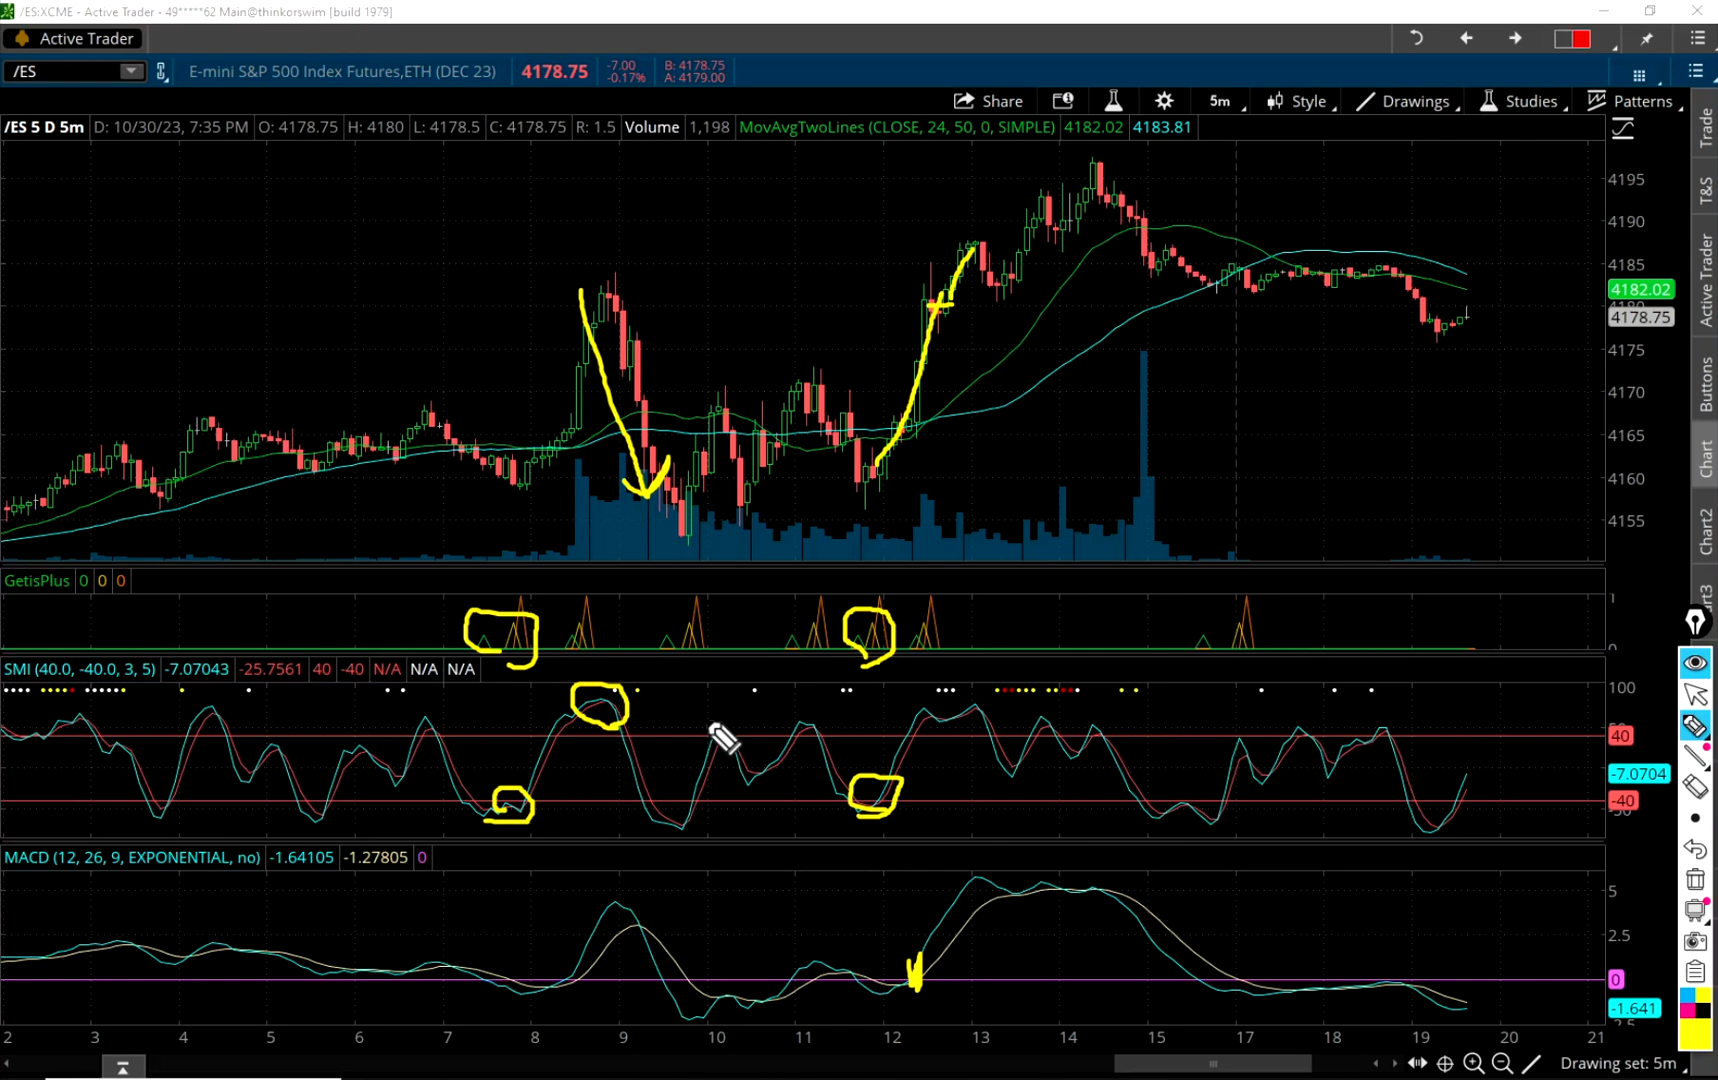 /ES:XCME - Active Trader - 49*****62 Main@thinkorswim [build 1979]
Active Trader
/ES E-mini S&P 500 Index Futures,ETH (DEC 23) 4178.75 -7.00 B: 4178.75
-0.17% A: 4179.00
Share 5m Style Drawings Studies Patterns
/ES 5 D 5m D: 10/30/23, 7:35 PM O: 4178.75 H: 4180 L: 4178.5 C: 4178.75 R: 1.5 Volume 1,198 MovAvgTwoLines (CLOSE, 24, 50, 0, SIMPLE) 4182.02 4183.81
4195
4190
4185
4182.02
4180
4178.75
4175
4170
4165
4160
4155
Trade
T&S
Active Trader
Buttons
Chart
Chart2
GetisPlus 0 0 0
1
0
SMI (40.0, -40.0, 3, 5) -7.07043 -25.7561 40 -40 N/A N/A N/A
100
40
-7.0704
-40
MACD (12, 26, 9, EXPONENTIAL, no) -1.64105 -1.27805 0
5
2.5
0
-1.641
2 3 4 5 6 7 8 9 10 11 12 13 14 15 16 17 18 19 20 21
Drawing set: 5m